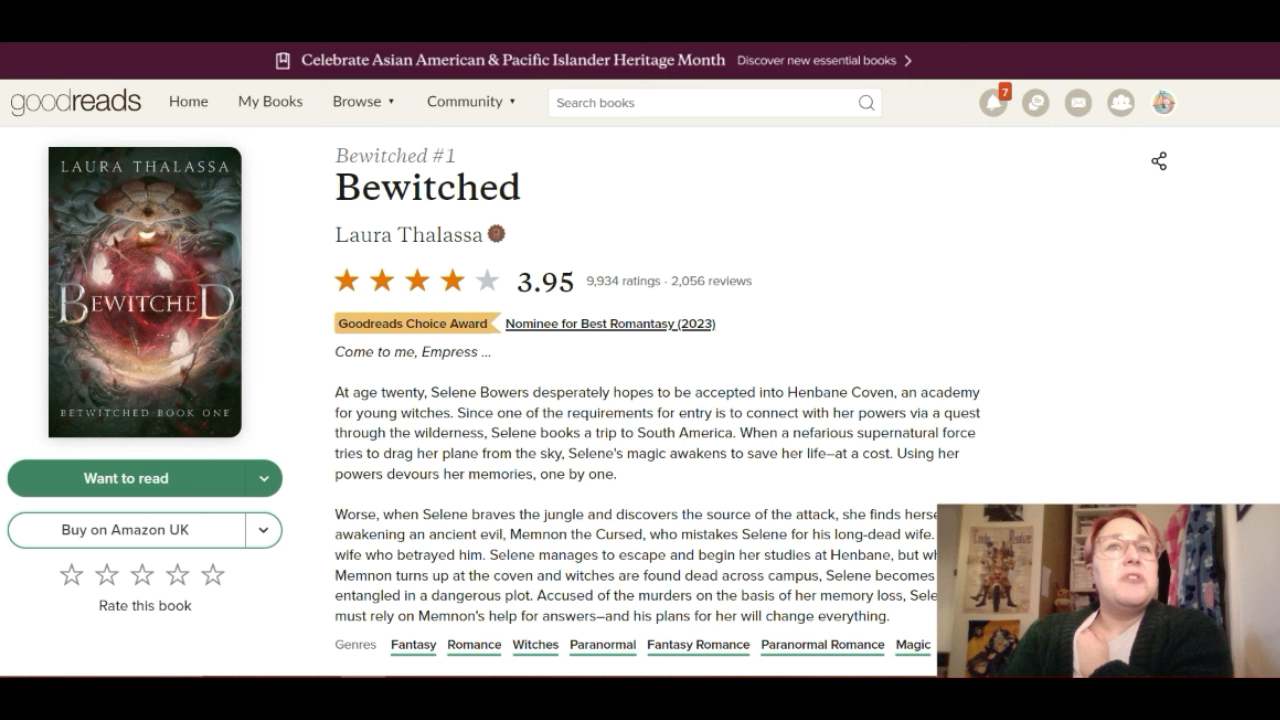 Celebrate Asian American & Pacific Islander Heritage Month Discover new essential books
goodreads Home My Books Browse Community Search books 7
LAURA THALASSA
BEWITCHED
BETWITCHED BOOK ONE
Want to read
Buy on Amazon UK
Rate this book
Bewitched #1
Bewitched
Laura Thalassa
3.95 9,934 ratings · 2,056 reviews
Goodreads Choice Award Nominee for Best Romantasy (2023)
Come to me, Empress ...
At age twenty, Selene Bowers desperately hopes to be accepted into Henbane Coven, an academy
for young witches. Since one of the requirements for entry is to connect with her powers via a quest
through the wilderness, Selene books a trip to South America. When a nefarious supernatural force
tries to drag her plane from the sky, Selene's magic awakens to save her life–at a cost. Using her
powers devours her memories, one by one.
Worse, when Selene braves the jungle and discovers the source of the attack, she finds herse
awakening an ancient evil, Memnon the Cursed, who mistakes Selene for his long-dead wife.
wife who betrayed him. Selene manages to escape and begin her studies at Henbane, but wh
Memnon turns up at the coven and witches are found dead across campus, Selene becomes
entangled in a dangerous plot. Accused of the murders on the basis of her memory loss, Sele
must rely on Memnon's help for answers–and his plans for her will change everything.
Genres Fantasy Romance Witches Paranormal Fantasy Romance Paranormal Romance Magic